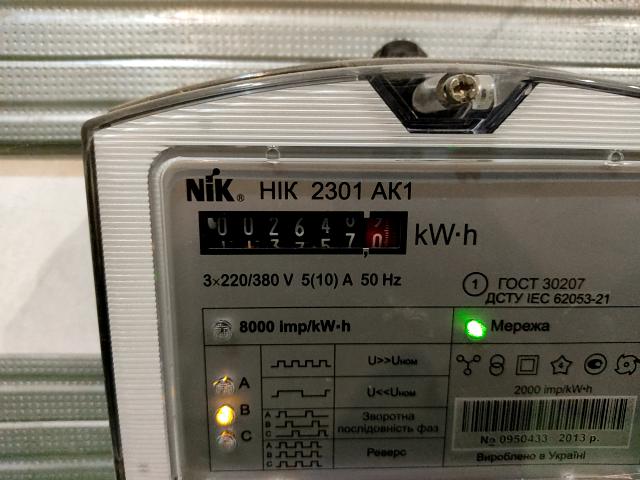 NiK® НІК 2301 АК1
kW·h
3×220/380 V 5(10) A 50 Hz
1 ГОСТ 30207
ДСТУ IEC 62053-21
8000 imp/kW·h
Мережа
A
B
C
U>>Uном
U<<Uном
A
B
C
Зворотна
послідовність фаз
A
B
C
Реверс
2000 imp/kW·h
№ 0950433 2013 р.
Вироблено в Україні